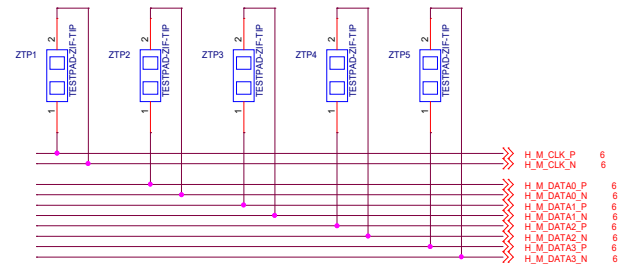 ZTP1 2 1 TESTPAD-ZIF-TIP
ZTP2 2 1 TESTPAD-ZIF-TIP
ZTP3 2 1 TESTPAD-ZIF-TIP
ZTP4 2 1 TESTPAD-ZIF-TIP
ZTP5 2 1 TESTPAD-ZIF-TIP
H_M_CLK_P 6
H_M_CLK_N 6
H_M_DATA0_P 6
H_M_DATA0_N 6
H_M_DATA1_P 6
H_M_DATA1_N 6
H_M_DATA2_P 6
H_M_DATA2_N 6
H_M_DATA3_P 6
H_M_DATA3_N 6